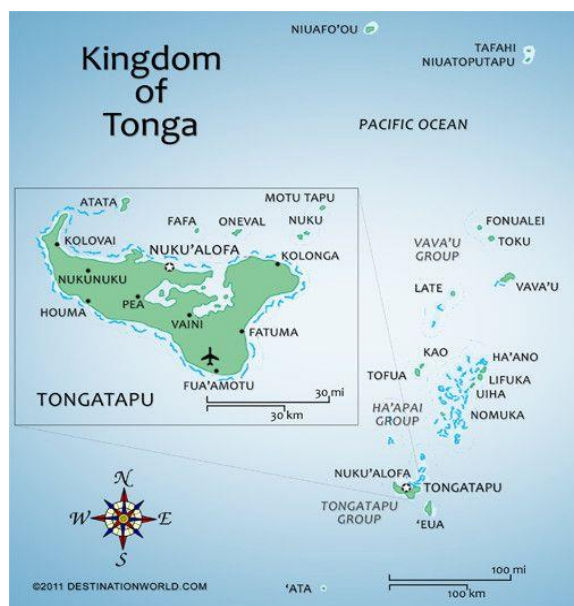 NIUAFO'OU
TAFAHI
NIUATOPUTAPU
Kingdom
of
Tonga
PACIFIC OCEAN
ATATA
MOTU TAPU
FAFA
ONEVAL
NUKU
KOLOVAI
NUKU'ALOFA
KOLONGA
NUKUNUKU
HOUMA
PEA
VAINI
FATUMA
FUA'AMOTU
TONGATAPU
30 mi
30 km
FONUALEI
TOKU
VAVA'U
GROUP
LATE
VAVA'U
KAO
HA'ANO
TOFUA
LIFUKA
UIHA
HA'APAI
GROUP
NOMUKA
NUKU'ALOFA
TONGATAPU
TONGATAPU
GROUP
'EUA
N
W
E
S
100 mi
100 km
©2011 DESTINATIONWORLD.COM
'ATA